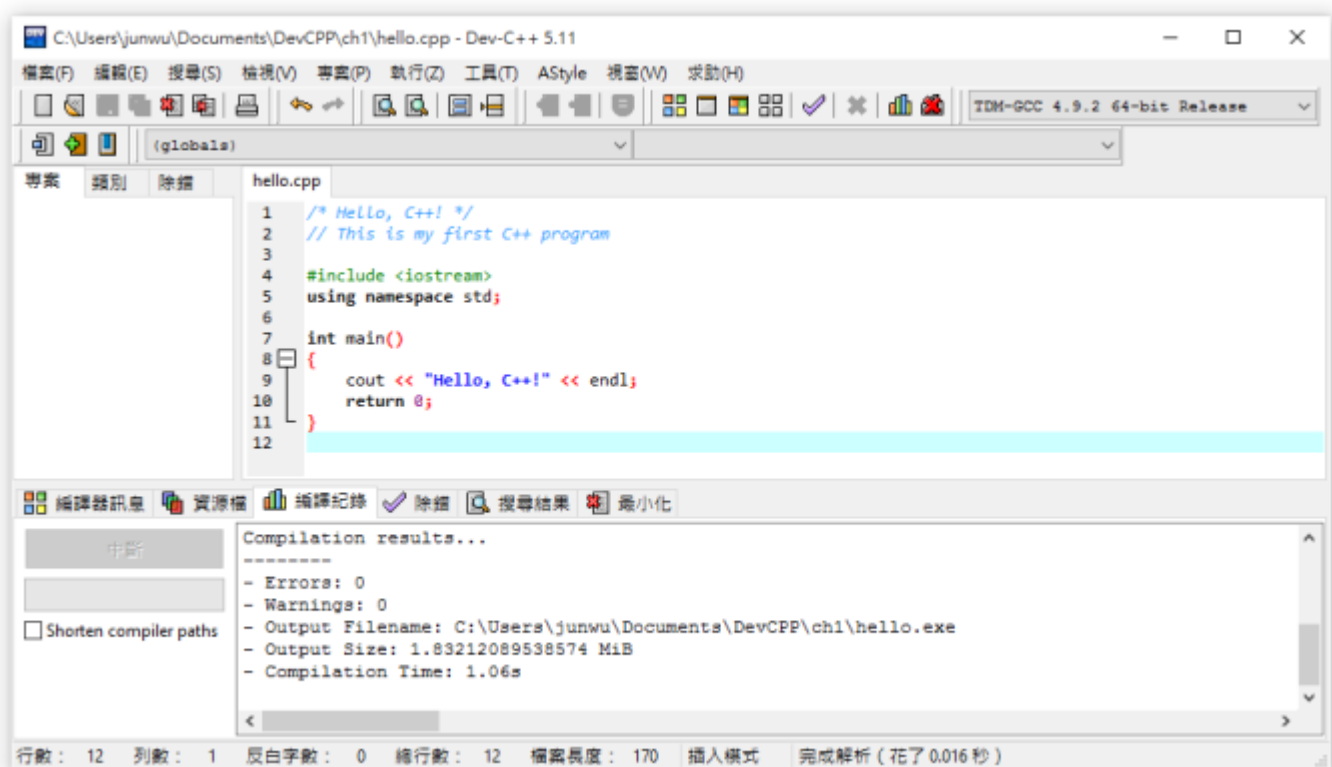 C:\Users\junwu\Documents\DevCPP\ch1\hello.cpp - Dev-C++ 5.11
檔案(F) 編輯(E) 搜尋(S) 檢視(V) 專案(P) 執行(Z) 工具(T) AStyle 視窗(W) 求助(H)
TDM-GCC 4.9.2 64-bit Release
(globals)
專案 類別 除錯 hello.cpp
1 /* Hello, C++! */
2 // This is my first C++ program
3
4 #include <iostream>
5 using namespace std;
6
7 int main()
8 {
9 cout << "Hello, C++!" << endl;
10 return 0;
11 }
12
編譯器訊息 資源檔 編譯紀錄 除錯 搜尋結果 最小化
中斷
Shorten compiler paths
Compilation results...
--------
- Errors: 0
- Warnings: 0
- Output Filename: C:\Users\junwu\Documents\DevCPP\ch1\hello.exe
- Output Size: 1.83212089538574 MiB
- Compilation Time: 1.06s
行數： 12 列數： 1 反白字數： 0 總行數： 12 檔案長度： 170 插入模式 完成解析 ( 花了 0.016 秒 )